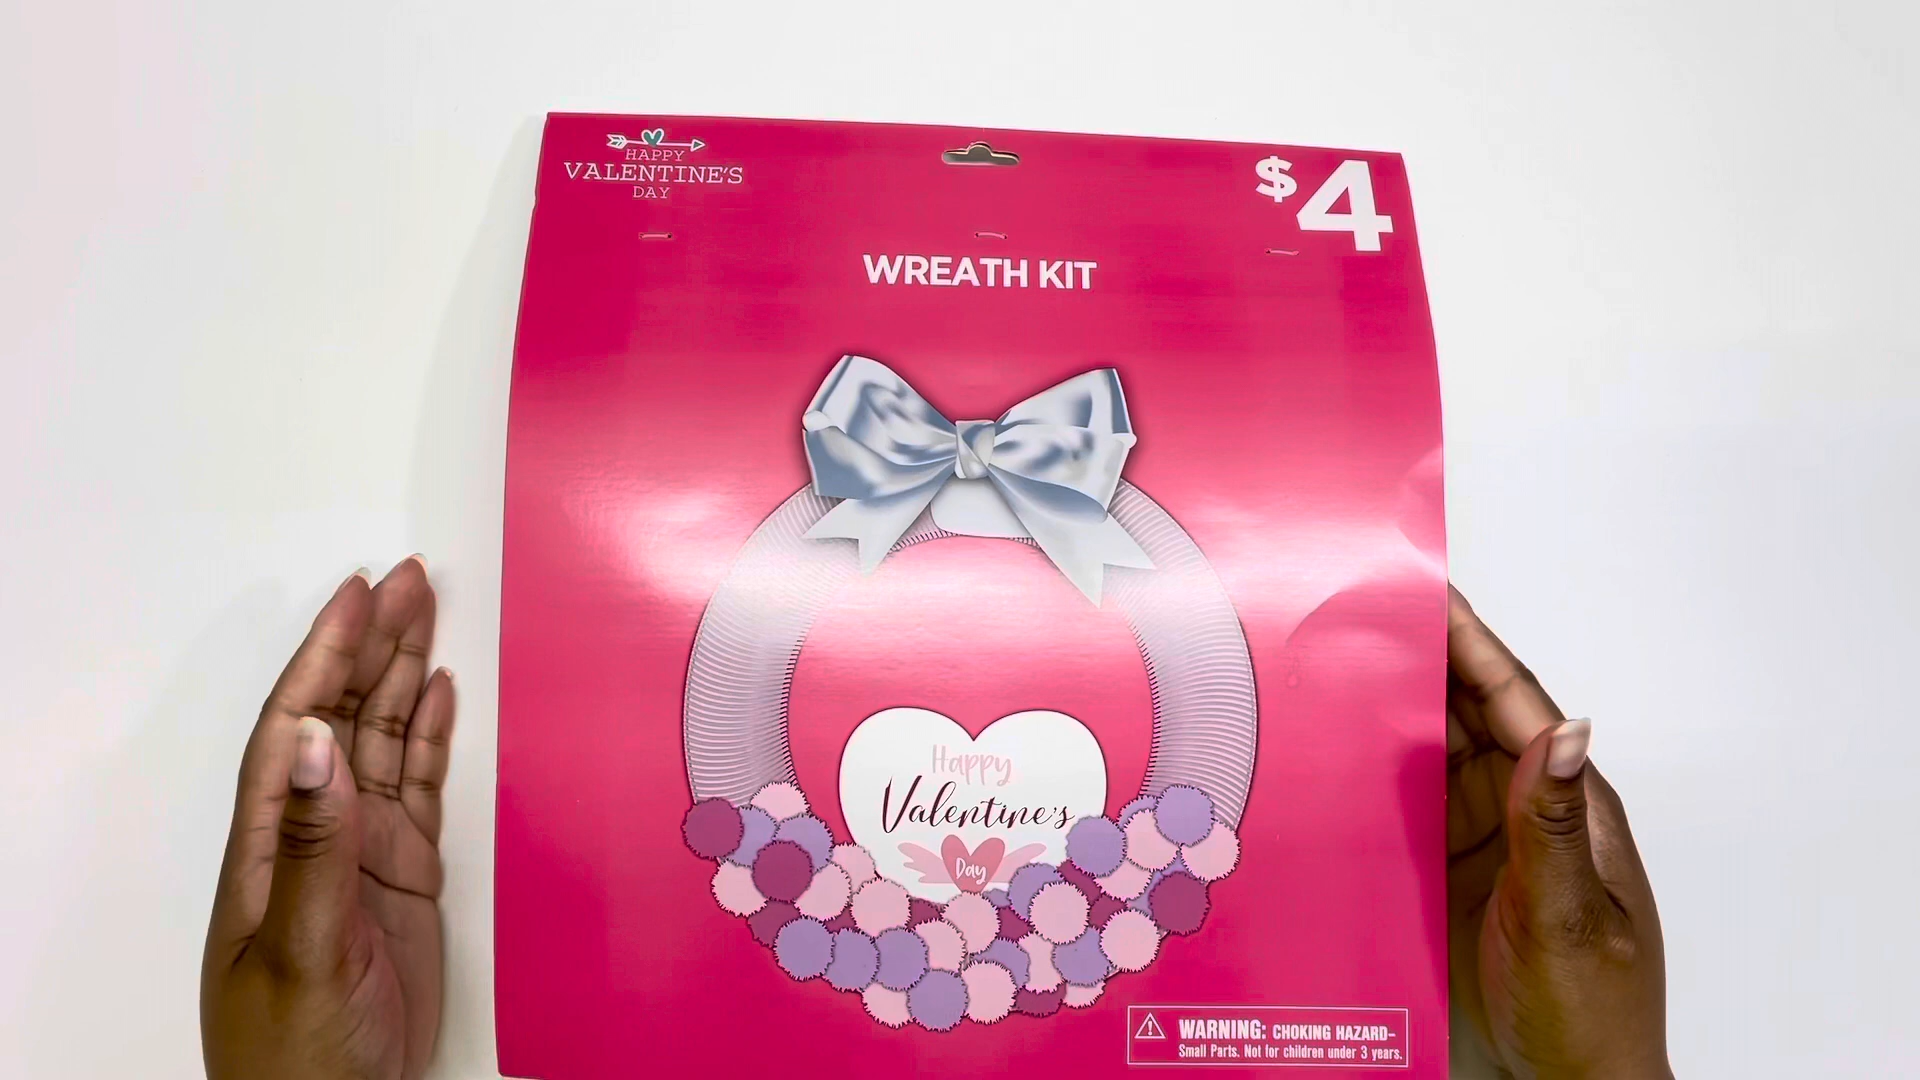 HAPPY
VALENTINE'S
DAY
$4
WREATH KIT
Happy
Valentine's
Day
WARNING: CHOKING HAZARD-
Small Parts. Not for children under 3 years.